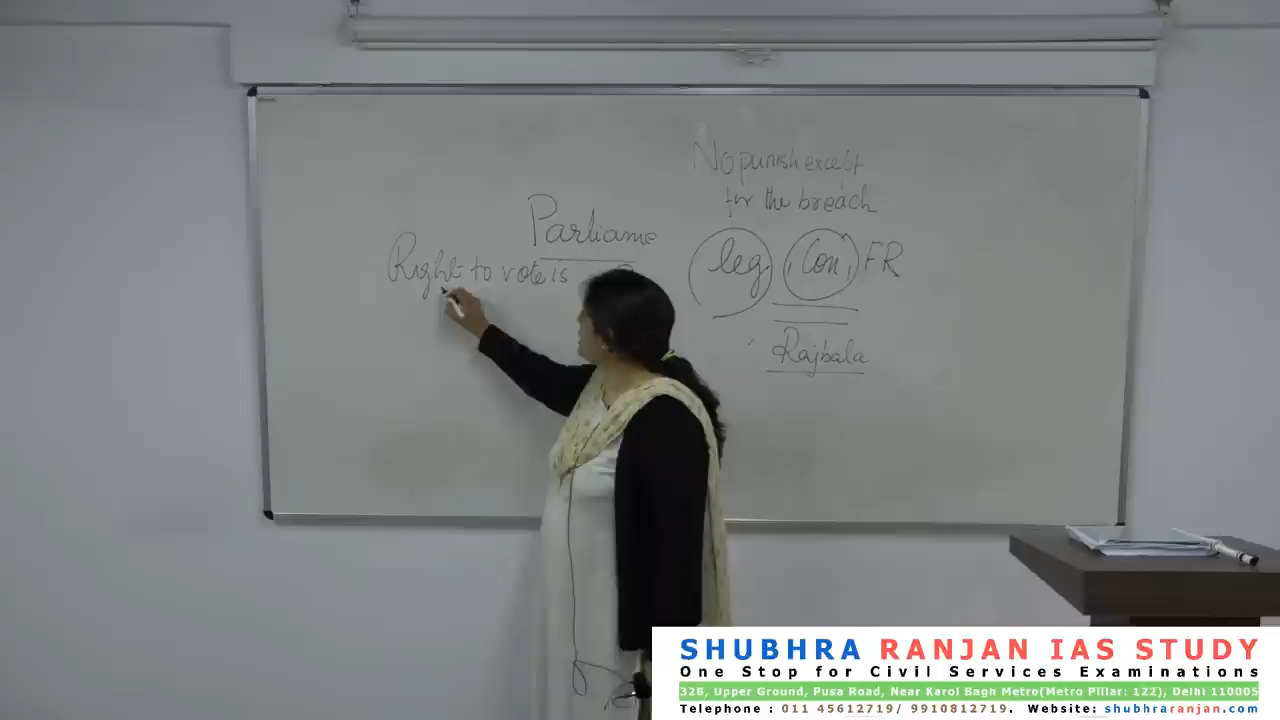 No punish except
for the breach
Parliame
Right to vote is
leg
Con
FR
Rajbala
SHUBHRA RANJAN IAS STUDY
One Stop for Civil Services Examinations
32B, Upper Ground, Pusa Road, Near Karol Bagh Metro(Metro Pillar: 122), Delhi 110005
Telephone : 011 45612719/ 9910812719. Website: shubhraranjan.com